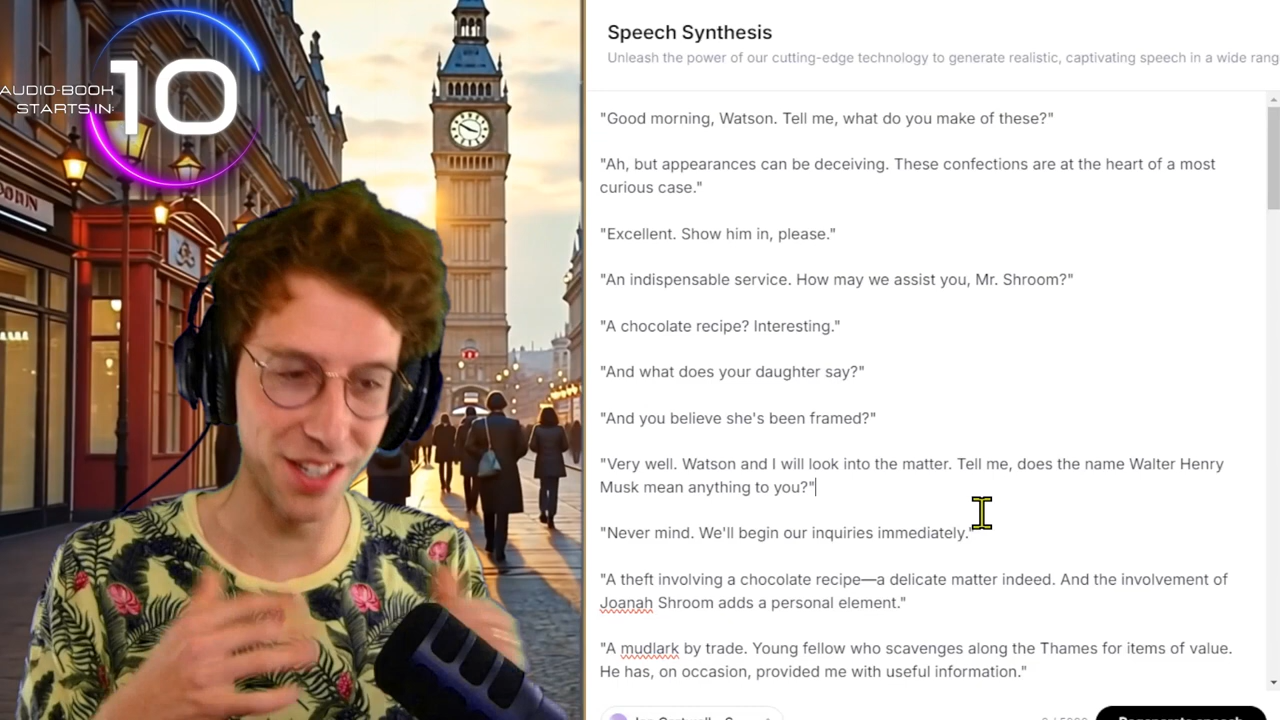 AUDIO-BOOK
STARTS IN:
10
Speech Synthesis
Unleash the power of our cutting-edge technology to generate realistic, captivating speech in a wide rang
"Good morning, Watson. Tell me, what do you make of these?"
"Ah, but appearances can be deceiving. These confections are at the heart of a most
curious case."
"Excellent. Show him in, please."
"An indispensable service. How may we assist you, Mr. Shroom?"
"A chocolate recipe? Interesting."
"And what does your daughter say?"
"And you believe she's been framed?"
"Very well. Watson and I will look into the matter. Tell me, does the name Walter Henry
Musk mean anything to you?"
"Never mind. We'll begin our inquiries immediately."
"A theft involving a chocolate recipe—a delicate matter indeed. And the involvement of
Joanah Shroom adds a personal element."
"A mudlark by trade. Young fellow who scavenges along the Thames for items of value.
He has, on occasion, provided me with useful information."